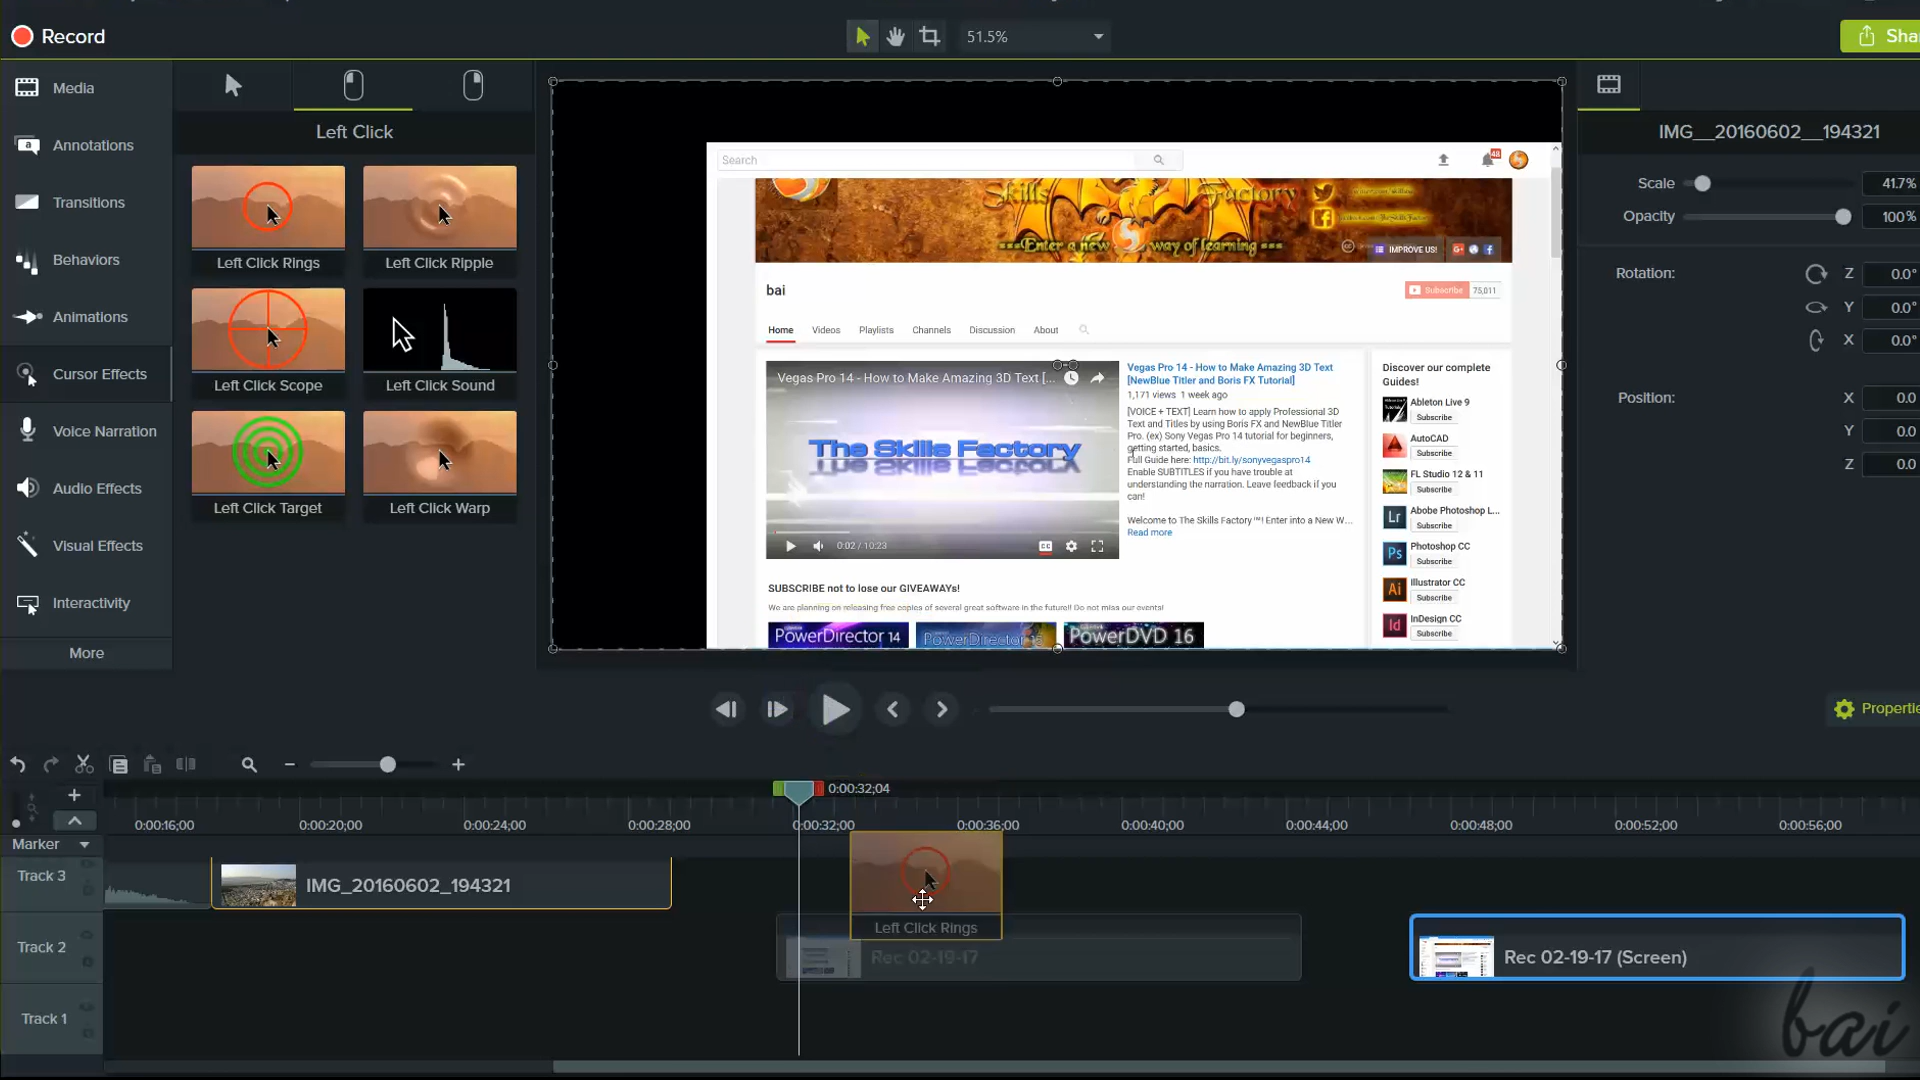 Record
51.5%
Media
Annotations
Transitions
Behaviors
Animations
Cursor Effects
Voice Narration
Audio Effects
Visual Effects
Interactivity
More
Left Click
Left Click Rings
Left Click Ripple
Left Click Scope
Left Click Sound
Left Click Target
Left Click Warp
Search
48
Skills Factory
===Enter a new way of learning ===
IMPROVE US!
bai
Subscribe 75,011
Home Videos Playlists Channels Discussion About
Vegas Pro 14 - How to Make Amazing 3D Text [...
The Skills Factory
0:02 / 10:23
Vegas Pro 14 - How to Make Amazing 3D Text
[NewBlue Titler and Boris FX Tutorial]
1,171 views 1 week ago
[VOICE + TEXT] Learn how to apply Professional 3D
Text and Titles by using Boris FX and NewBlue Titler
Pro. (ex) Sony Vegas Pro 14 tutorial for beginners,
getting started, basics.
Full Guide here: http://bit.ly/sonyvegaspro14
Enable SUBTITLES if you have trouble at
understanding the narration. Leave feedback if you
can!
Welcome to The Skills Factory™! Enter into a New W...
Read more
Discover our complete
Guides!
Ableton Live 9
Subscribe
AutoCAD
Subscribe
FL Studio 12 & 11
Subscribe
Lr
Abobe Photoshop L...
Subscribe
Ps
Photoshop CC
Subscribe
Ai
Illustrator CC
Subscribe
Id
InDesign CC
Subscribe
SUBSCRIBE not to lose our GIVEAWAYs!
We are planning on releasing free copies of several great software in the future!! Do not miss our events!
PowerDirector 14
PowerDirector
PowerDVD 16
Shar
IMG__20160602__194321
Scale 41.7%
Opacity 100%
Rotation: Z 0.0°
Y 0.0°
X 0.0°
Position: X 0.0
Y 0.0
Z 0.0
Propertie
0:00:32;04
0:00:16;00 0:00:20;00 0:00:24;00 0:00:28;00 0:00:32;00 0:00:36;00 0:00:40;00 0:00:44;00 0:00:48;00 0:00:52;00 0:00:56;00
Marker
Track 3
IMG_20160602_194321
Left Click Rings
Track 2
Rec 02-19-17
Rec 02-19-17 (Screen)
Track 1
bai